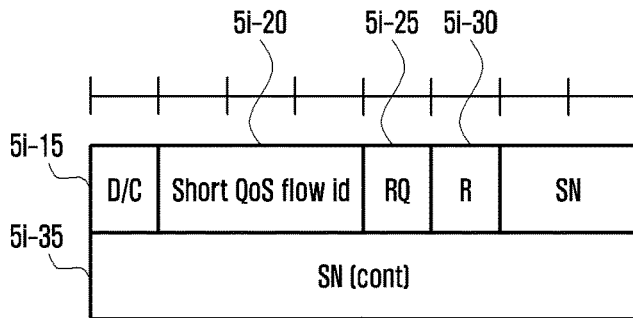 5i-20 5i-25 5i-30
5i-15
D/C Short QoS flow id RQ R SN
5i-35
SN (cont)